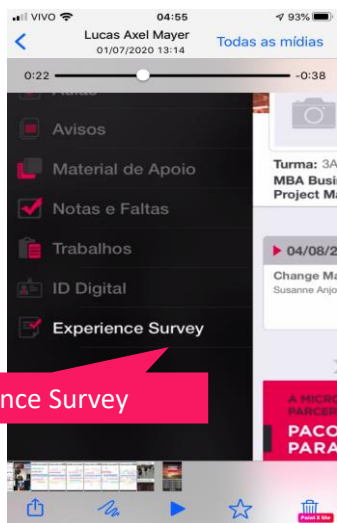 VIVO 04:55 93%
Lucas Axel Mayer
01/07/2020 13:14
Todas as mídias
0:22 -0:38
Avisos
Material de Apoio
Notas e Faltas
Trabalhos
ID Digital
Experience Survey
nce Survey
Turma: 3A
MBA Busi
Project Ma
04/08/2
Change Ma
Susanne Anjo
A MICRO
PARCER
PACO
PARA
Paint X lite